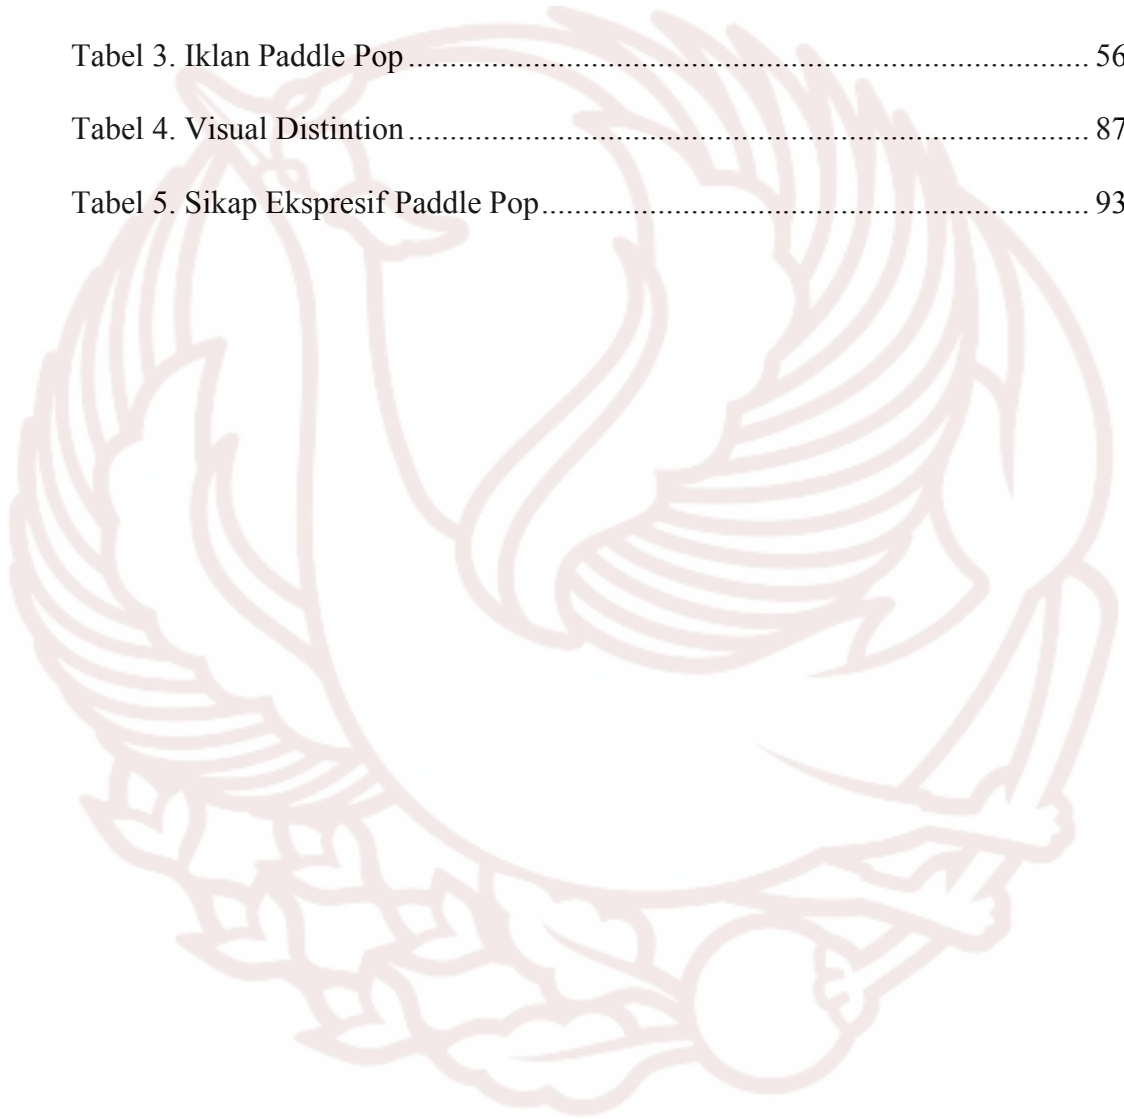 Tabel 3. Iklan Paddle Pop ................................................................................... 56
Tabel 4. Visual Distintion ................................................................................... 87
Tabel 5. Sikap Ekspresif Paddle Pop ................................................................... 93